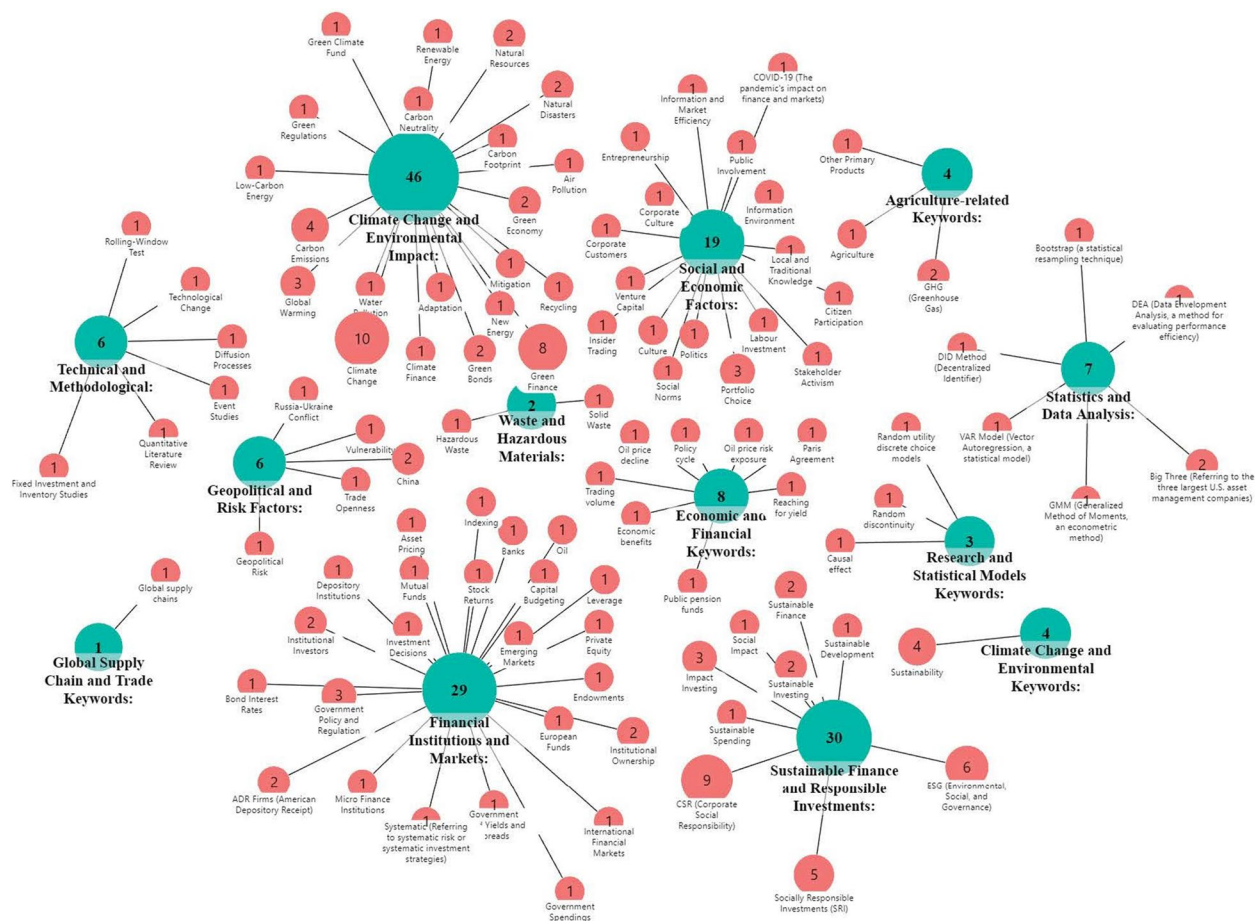 1
Green Climate
Fund
1
Renewable
Energy
2
Natural
Resources
2
Natural
Disasters
1
Green
Regulations
1
Carbon
Neutrality
1
Carbon
Footprint
1
Air
Pollution
1
Low-Carbon
Energy
46
Climate Change and
Environmental
Impact:
2
Green
Economy
4
Carbon
Emissions
3
Global
Warming
1
Water
1
Adaptation
1
Mitigation
1
Recycling
1
New
Energy
10
Climate
Change
1
Climate
Finance
2
Green
Bonds
8
Green
Finance
1
COVID-19 (The
pandemic's impact on
finance and markets)
1
Information and
Market
Efficiency
1
Entrepreneurship
1
Public
Involvement
1
Corporate
Culture
1
Information
Environment
1
Corporate
Customers
19
Social and
Economic
Factors:
1
Local and
Traditional
Knowledge
1
Venture
Capital
1
Citizen
Participation
1
Insider
Trading
1
Culture
1
Politics
1
Labour
Investment
1
Social
Norms
3
Portfolio
Choice
1
Stakeholder
Activism
1
Other Primary
Products
4
Agriculture-related
Keywords:
1
Agriculture
2
GHG
(Greenhouse
Gas)
1
Rolling-Window
Test
1
Technological
Change
6
Technical and
Methodological:
1
Diffusion
Processes
1
Event
Studies
1
Quantitative
Literature
Review
1
Fixed Investment and
Inventory Studies
1
Bootstrap (a statistical
resampling technique)
1
DEA (Data Envelopment
Analysis, a method for
evaluating performance
efficiency)
1
DID Method
(Decentralized
Identifier)
7
Statistics and
Data Analysis:
1
VAR Model (Vector
Autoregression, a
statistical model)
1
GMM (Generalized
Method of Moments,
an econometric
method)
2
Big Three (Referring to
the three largest U.S. asset
management companies)
1
Russia-Ukraine
Conflict
1
Vulnerability
2
China
6
Geopolitical and
Risk Factors:
1
Trade
Openness
1
Geopolitical
Risk
2
Waste and
Hazardous
Materials:
1
Hazardous
Waste
1
Solid
Waste
1
Oil price
decline
1
Policy
cycle
1
Oil price risk
exposure
1
Paris
Agreement
1
Trading
volume
8
Economic and
Financial
Keywords:
1
Reaching
for yield
1
Economic
benefits
1
Public pension
funds
1
Random utility
discrete choice
models
1
Random
discontinuity
1
Causal
effect
3
Research and
Statistical Models
Keywords:
1
Global supply
chains
1
Global Supply
Chain and Trade
Keywords:
4
Sustainability
4
Climate Change and
Environmental
Keywords:
1
Asset
Pricing
1
Indexing
1
Banks
1
Oil
1
Depository
Institutions
1
Mutual
Funds
1
Stock
Returns
1
Capital
Budgeting
1
Leverage
2
Institutional
Investors
1
Investment
Decisions
1
Emerging
Markets
1
Private
Equity
1
Bond Interest
Rates
3
Government
Policy and
Regulation
29
Financial
Institutions and
Markets:
1
Endowments
1
European
Funds
2
Institutional
Ownership
2
ADR Firms (American
Depository Receipt)
1
Micro Finance
Institutions
1
Systematic (Referring
to systematic risk or
systematic investment
strategies)
1
Government
Yields and
1
International
Financial
Markets
1
Government
Spendings
2
Sustainable
Finance
1
Social
Impact
1
Sustainable
Development
3
Impact
Investing
2
Sustainable
Investing
1
Sustainable
Spending
30
Sustainable Finance
and Responsible
Investments:
9
CSR (Corporate
Social
Responsibility)
6
ESG (Environmental,
Social, and
Governance)
5
Socially Responsible
Investments (SRI)